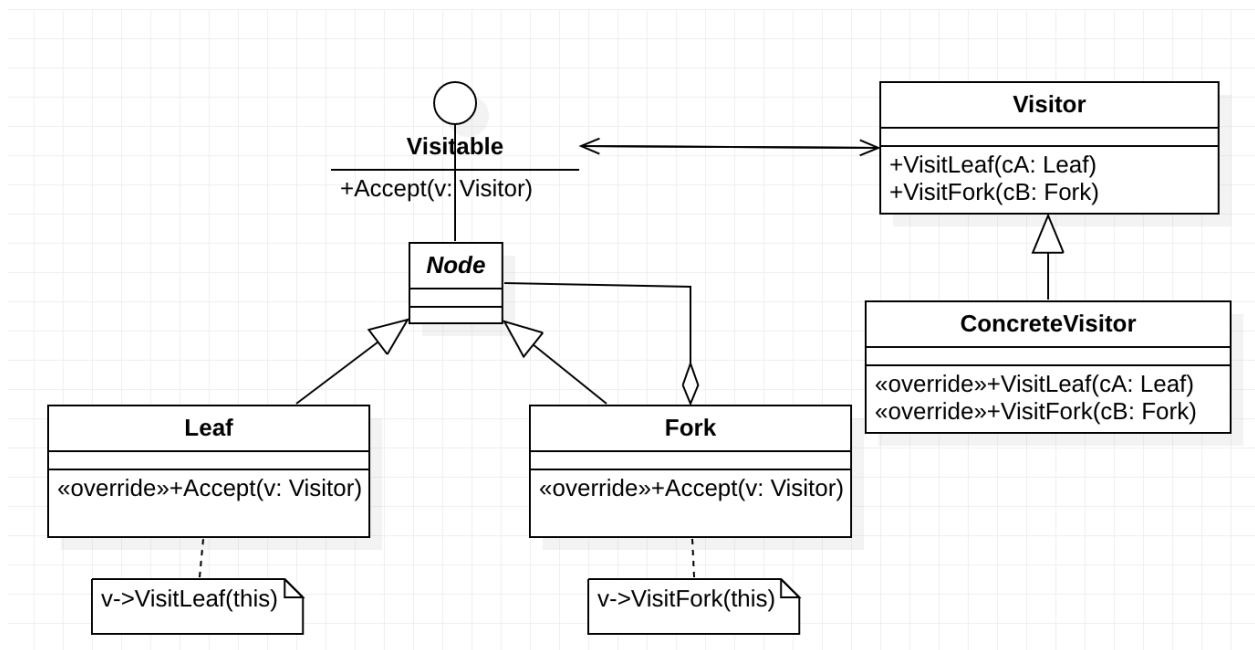 Visitable
+Accept(v: Visitor)
Visitor
+VisitLeaf(cA: Leaf)
+VisitFork(cB: Fork)
Node
ConcreteVisitor
«override»+VisitLeaf(cA: Leaf)
«override»+VisitFork(cB: Fork)
Leaf
«override»+Accept(v: Visitor)
Fork
«override»+Accept(v: Visitor)
v->VisitLeaf(this)
v->VisitFork(this)